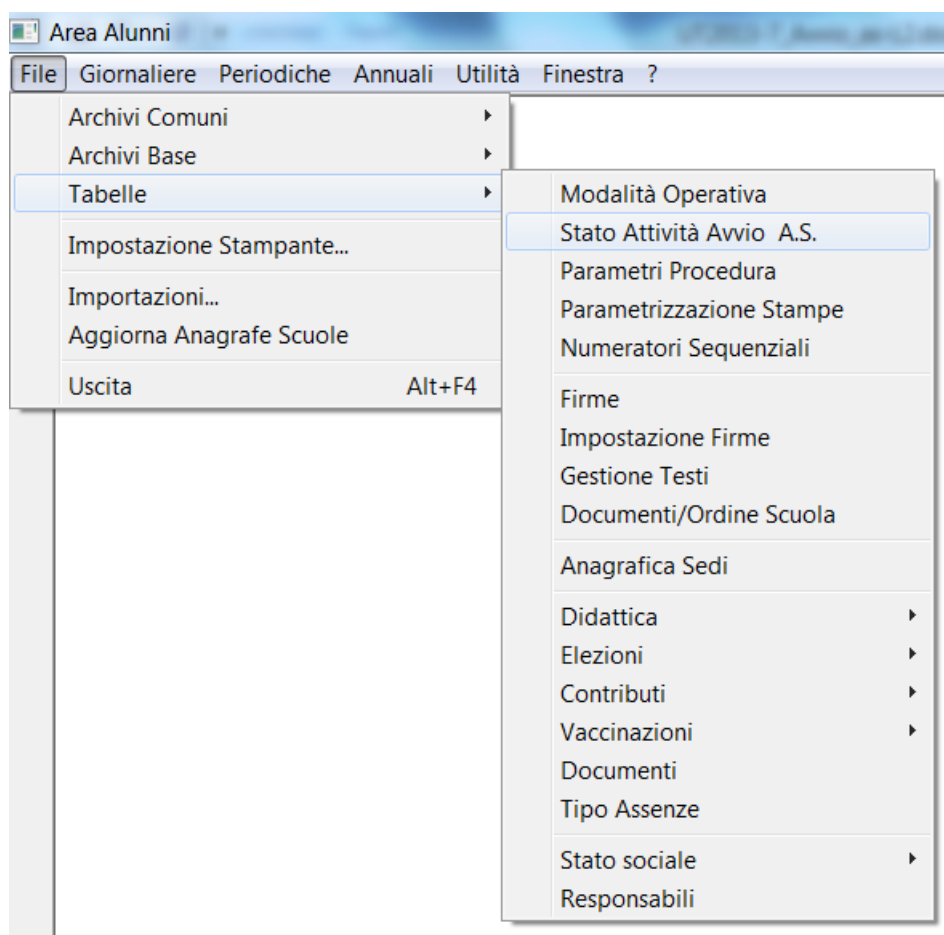 Area Alunni
File Giornaliere Periodiche Annuali Utilità Finestra ?
Archivi Comuni
Archivi Base
Tabelle
Impostazione Stampante...
Importazioni...
Aggiorna Anagrafe Scuole
Uscita Alt+F4
Modalità Operativa
Stato Attività Avvio A.S.
Parametri Procedura
Parametrizzazione Stampe
Numeratori Sequenziali
Firme
Impostazione Firme
Gestione Testi
Documenti/Ordine Scuola
Anagrafica Sedi
Didattica
Elezioni
Contributi
Vaccinazioni
Documenti
Tipo Assenze
Stato sociale
Responsabili